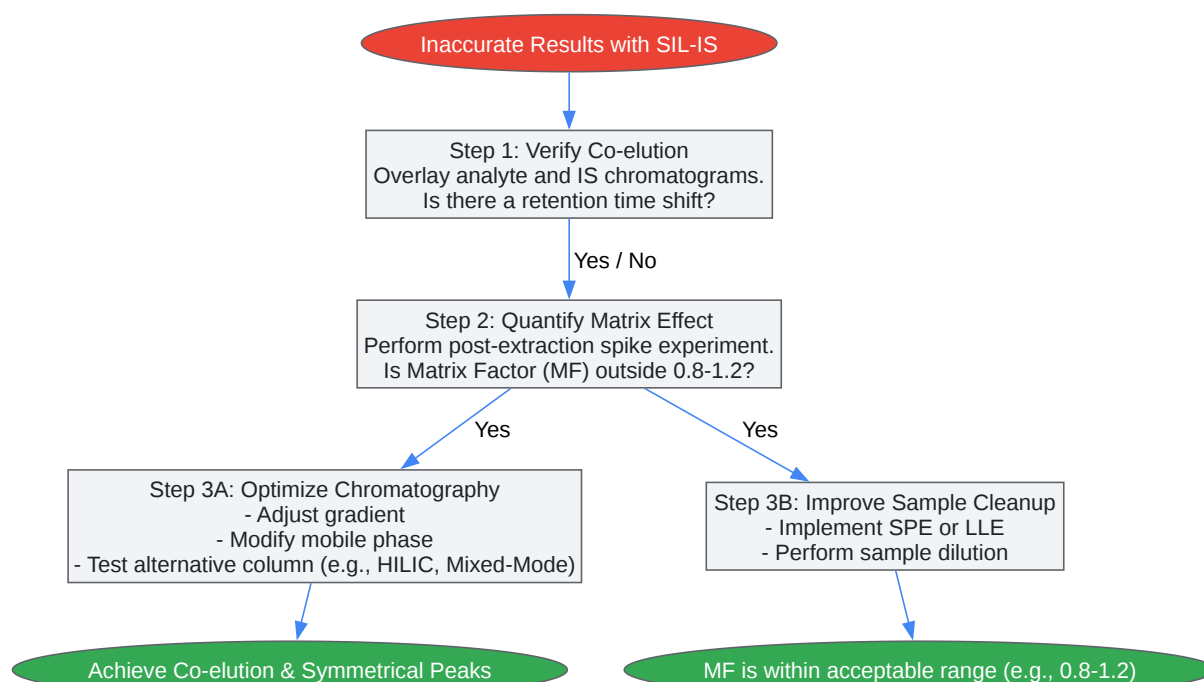 Inaccurate Results with SIL-IS
Step 1: Verify Co-elution
Overlay analyte and IS chromatograms.
Is there a retention time shift?
Yes / No
Step 2: Quantify Matrix Effect
Perform post-extraction spike experiment.
Is Matrix Factor (MF) outside 0.8-1.2?
Yes
Yes
Step 3A: Optimize Chromatography
- Adjust gradient
- Modify mobile phase
- Test alternative column (e.g., HILIC, Mixed-Mode)
Step 3B: Improve Sample Cleanup
- Implement SPE or LLE
- Perform sample dilution
Achieve Co-elution & Symmetrical Peaks
MF is within acceptable range (e.g., 0.8-1.2)